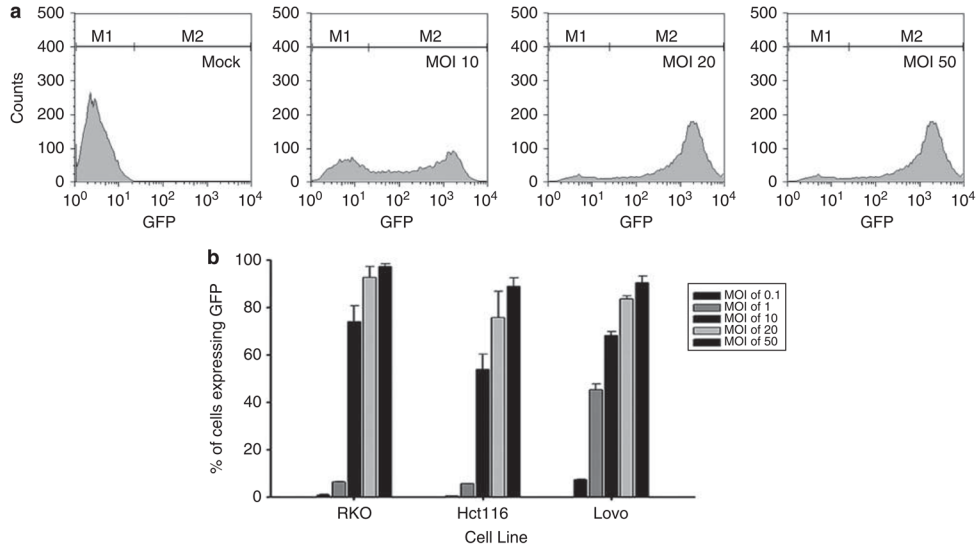 a
500
400
300
200
100
0
Counts
M1 M2
Mock
10⁰ 10¹ 10² 10³ 10⁴
GFP
500
400
300
200
100
0
M1 M2
MOI 10
10⁰ 10¹ 10² 10³ 10⁴
GFP
500
400
300
200
100
0
M1 M2
MOI 20
10⁰ 10¹ 10² 10³ 10⁴
GFP
500
400
300
200
100
0
M1 M2
MOI 50
10⁰ 10¹ 10² 10³ 10⁴
GFP
b
100
80
60
40
20
0
% of cells expressing GFP
RKO Hct116 Lovo
Cell Line
MOI of 0.1
MOI of 1
MOI of 10
MOI of 20
MOI of 50